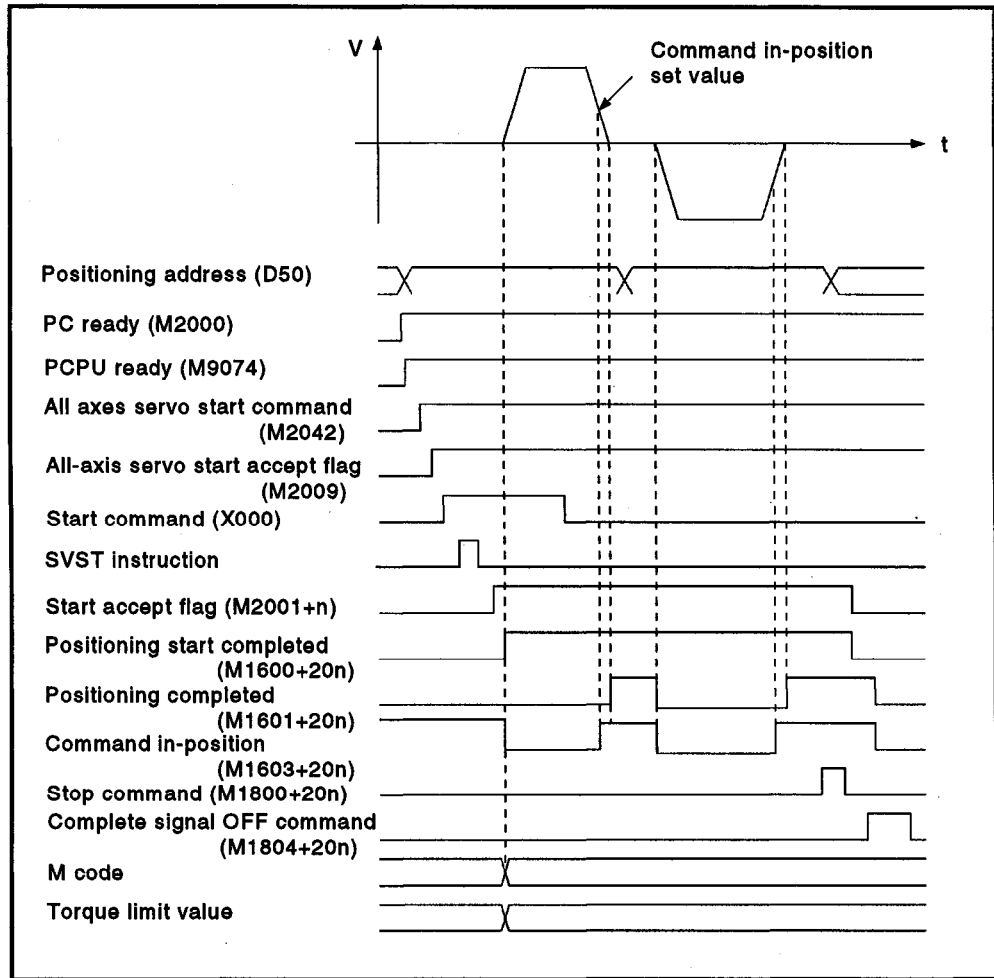 V
Command in-position
set value
t
Positioning address (D50)
PC ready (M2000)
PCPU ready (M9074)
All axes servo start command
(M2042)
All-axis servo start accept flag
(M2009)
Start command (X000)
SVST instruction
Start accept flag (M2001+n)
Positioning start completed
(M1600+20n)
Positioning completed
(M1601+20n)
Command in-position
(M1603+20n)
Stop command (M1800+20n)
Complete signal OFF command
(M1804+20n)
M code
Torque limit value